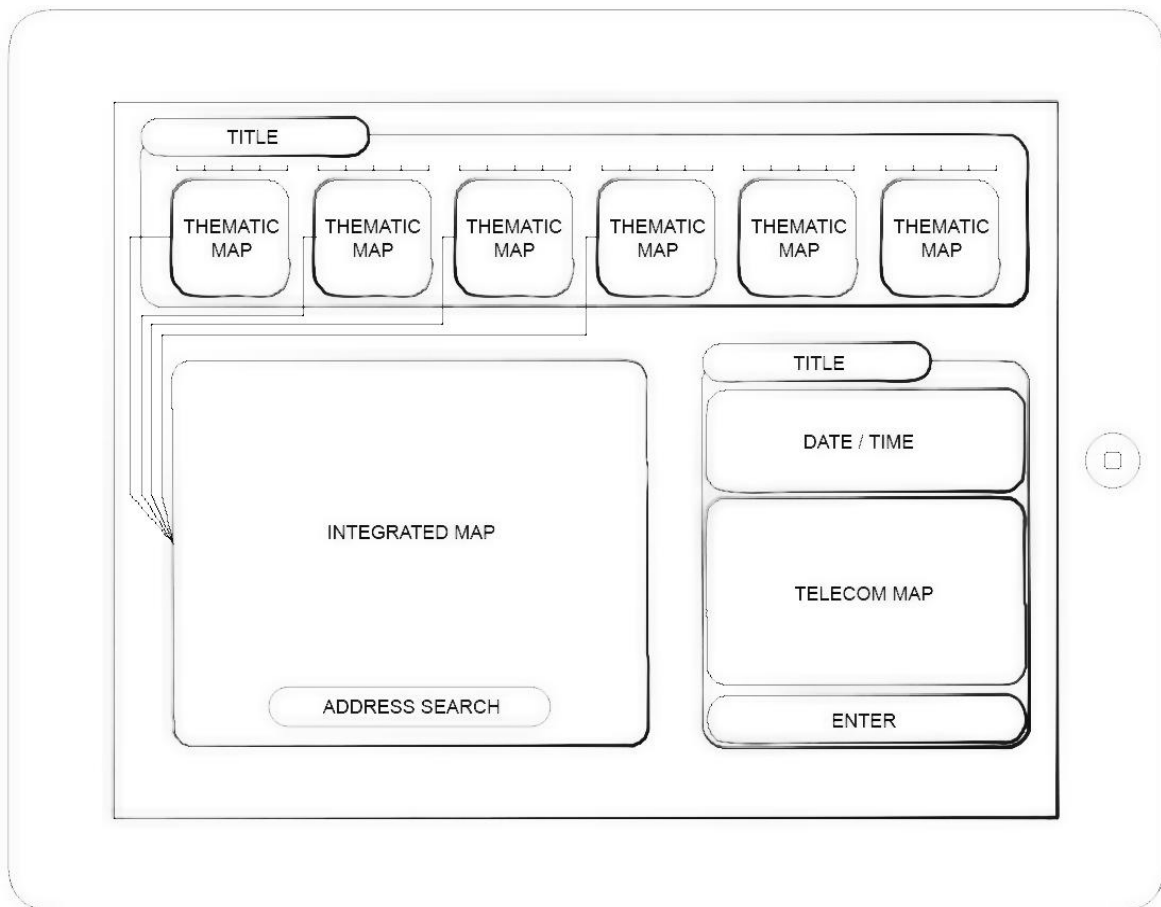 TITLE
THEMATIC
MAP
THEMATIC
MAP
THEMATIC
MAP
THEMATIC
MAP
THEMATIC
MAP
THEMATIC
MAP
TITLE
DATE / TIME
INTEGRATED MAP
TELECOM MAP
ADDRESS SEARCH
ENTER